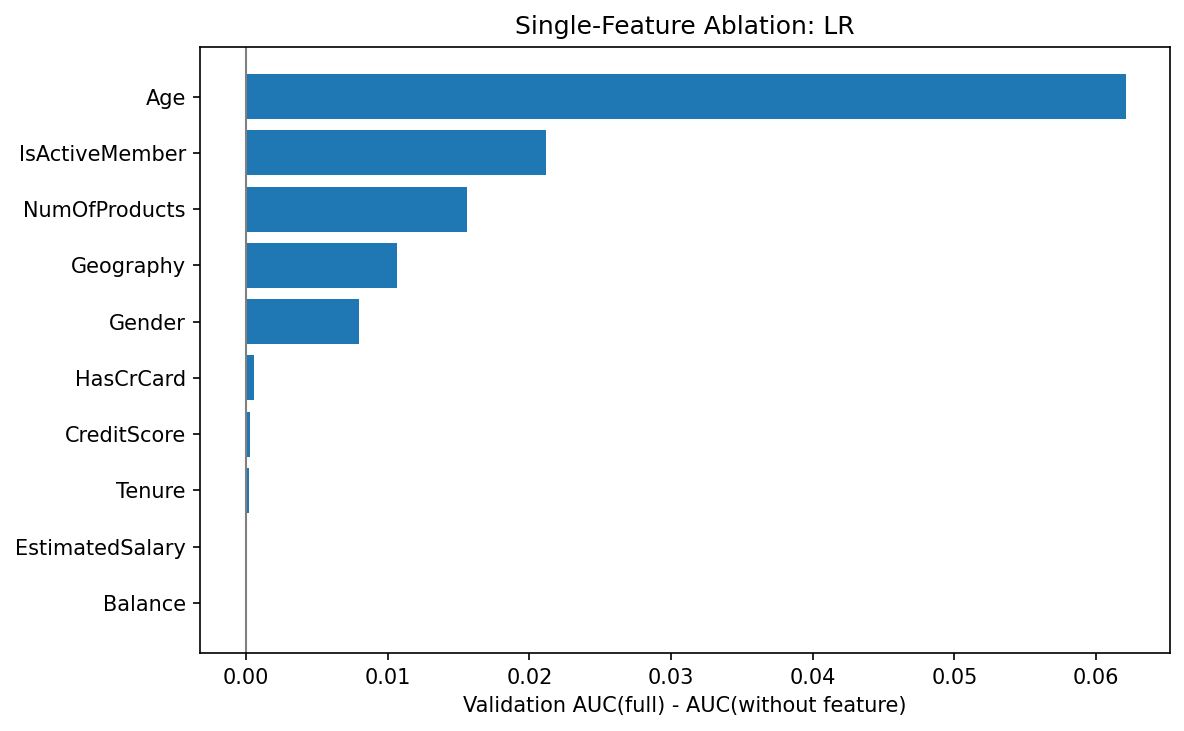 Single-Feature Ablation: LR
Age
IsActiveMember
NumOfProducts
Geography
Gender
HasCrCard
CreditScore
Tenure
EstimatedSalary
Balance
0.00 0.01 0.02 0.03 0.04 0.05 0.06
Validation AUC(full) - AUC(without feature)